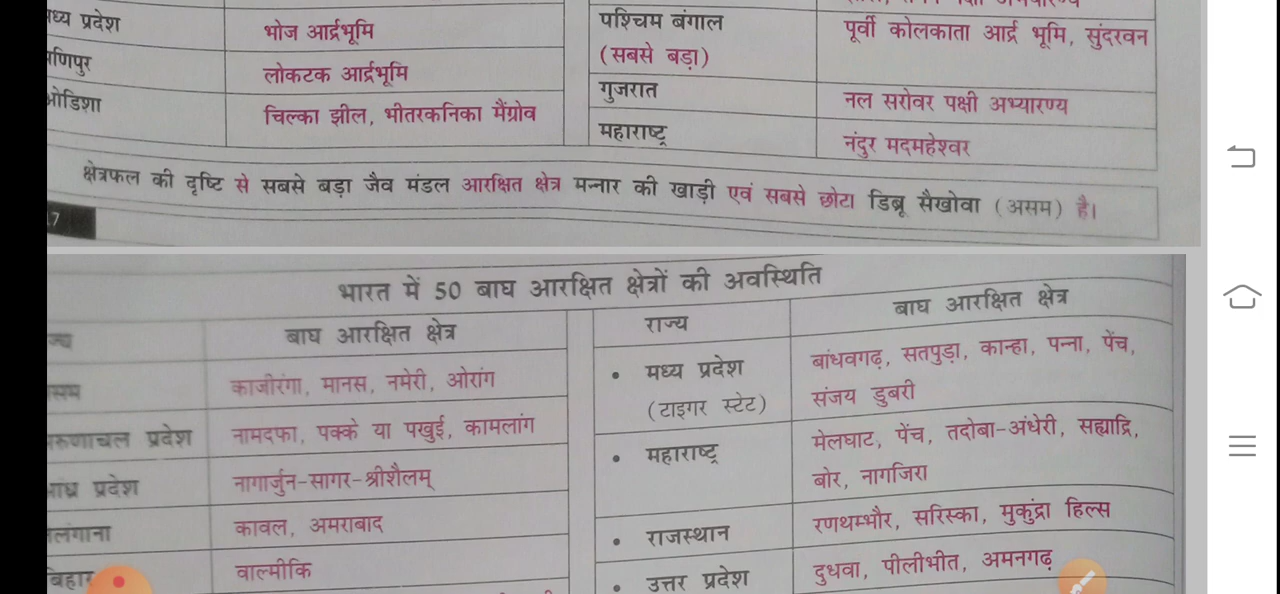 प्रदेश
भोज आर्द्रभूमि
लोकटक आर्द्रभूमि
चिल्का झील, भीतरकनिका मैंग्रोव
पश्चिम बंगाल
(सबसे बड़ा)
पूर्वी कोलकाता आर्द्र भूमि, सुंदरवन
गुजरात
नल सरोवर पक्षी अभ्यारण्य
महाराष्ट्र
नंदुर मदमहेश्वर
क्षेत्रफल की दृष्टि से सबसे बड़ा जैव मंडल आरक्षित क्षेत्र मन्नार की खाड़ी एवं सबसे छोटा डिब्रू सैखोवा (असम) है।
7
भारत में 50 बाघ आरक्षित क्षेत्रों की अवस्थिति
बाघ आरक्षित क्षेत्र
काजीरंगा, मानस, नमेरी, ओरांग
प्रदेश
नामदफा, पक्के या पखुई, कामलांग
प्रदेश
नागार्जुन-सागर-श्रीशैलम्
कावल, अमराबाद
बिहार
वाल्मीकि
राज्य
बाघ आरक्षित क्षेत्र
• मध्य प्रदेश
(टाइगर स्टेट)
बांधवगढ़, सतपुड़ा, कान्हा, पन्ना, पेंच,
संजय डुबरी
• महाराष्ट्र
मेलघाट, पेंच, तदोबा-अंधेरी, सह्याद्रि,
बोर, नागजिरा
• राजस्थान
रणथम्भौर, सरिस्का, मुकुंद्रा हिल्स
• उत्तर प्रदेश
दुधवा, पीलीभीत, अमनगढ़